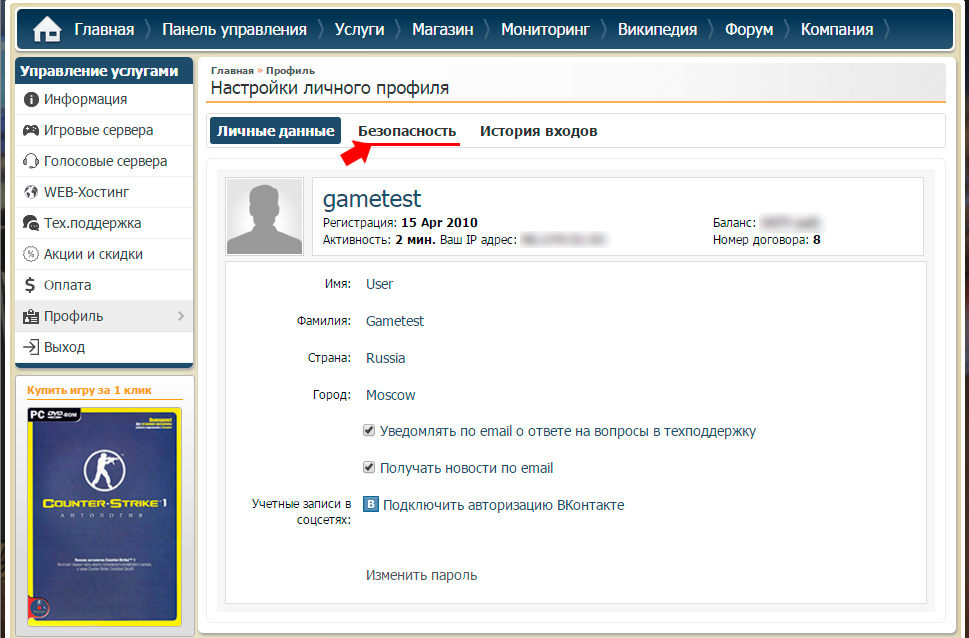 Главная Панель управления Услуги Магазин Мониторинг Википедия Форум Компания
Управление услугами
Информация
Игровые сервера
Голосовые сервера
WEB-Хостинг
Тех.поддержка
Акции и скидки
Оплата
Профиль
Выход
Купить игру за 1 клик
PC DVD-ROM
COUNTER-STRIKE 1
АНТОЛОГИЯ
Главная » Профиль
Настройки личного профиля
Личные данные Безопасность История входов
gametest
Регистрация: 15 Apr 2010
Баланс:
Активность: 2 мин. Ваш IP адрес:
Номер договора: 8
Имя: User
Фамилия: Gametest
Страна: Russia
Город: Moscow
Уведомлять по email о ответе на вопросы в техподдержку
Получать новости по email
Учетные записи в
соцсетях:
В Подключить авторизацию ВКонтакте
Изменить пароль